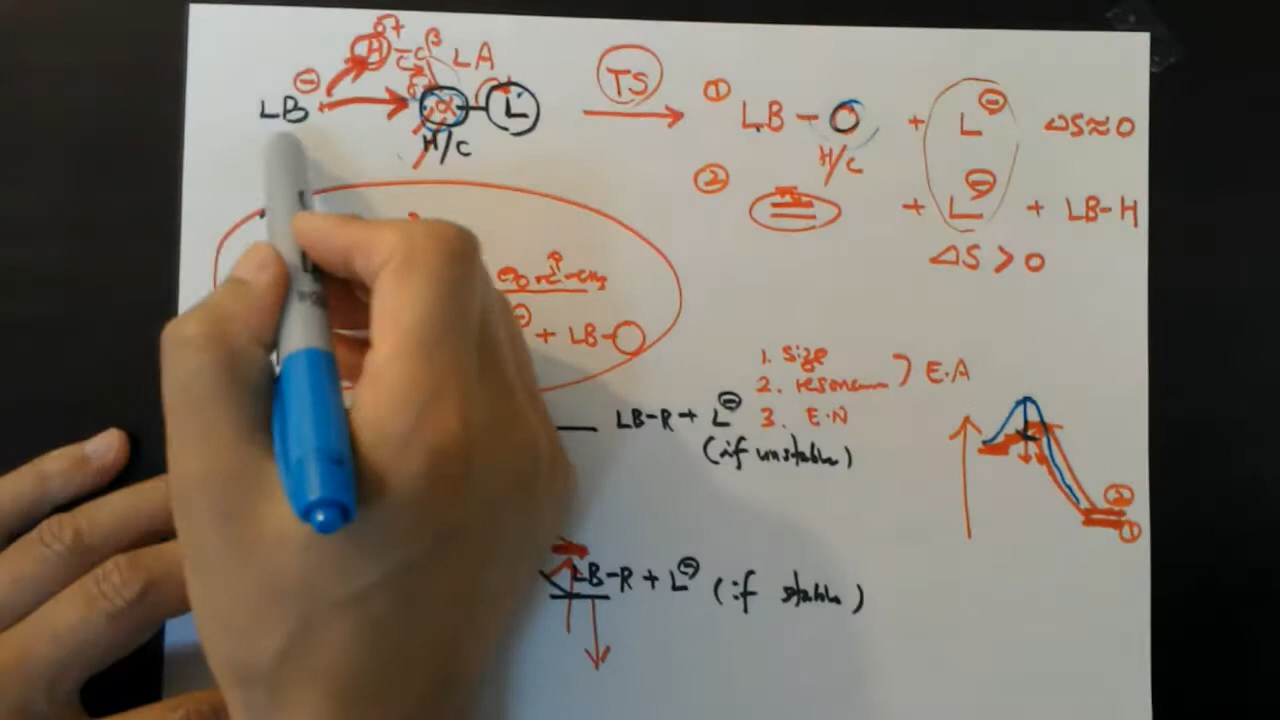 δ+
H - C β LA
LB ⊖ δ+ α - L
H/C
TS
① LB - O + L ⊖ ΔS≈0
H/C
② = + L ⊖ + LB-H
ΔS > 0
⊖ + LB-O
1. size
2. resonance ) E.A
3. E.N
LB-R + L ⊖
(if unstable)
② ①
LB-R + L ⊖ (if stable)